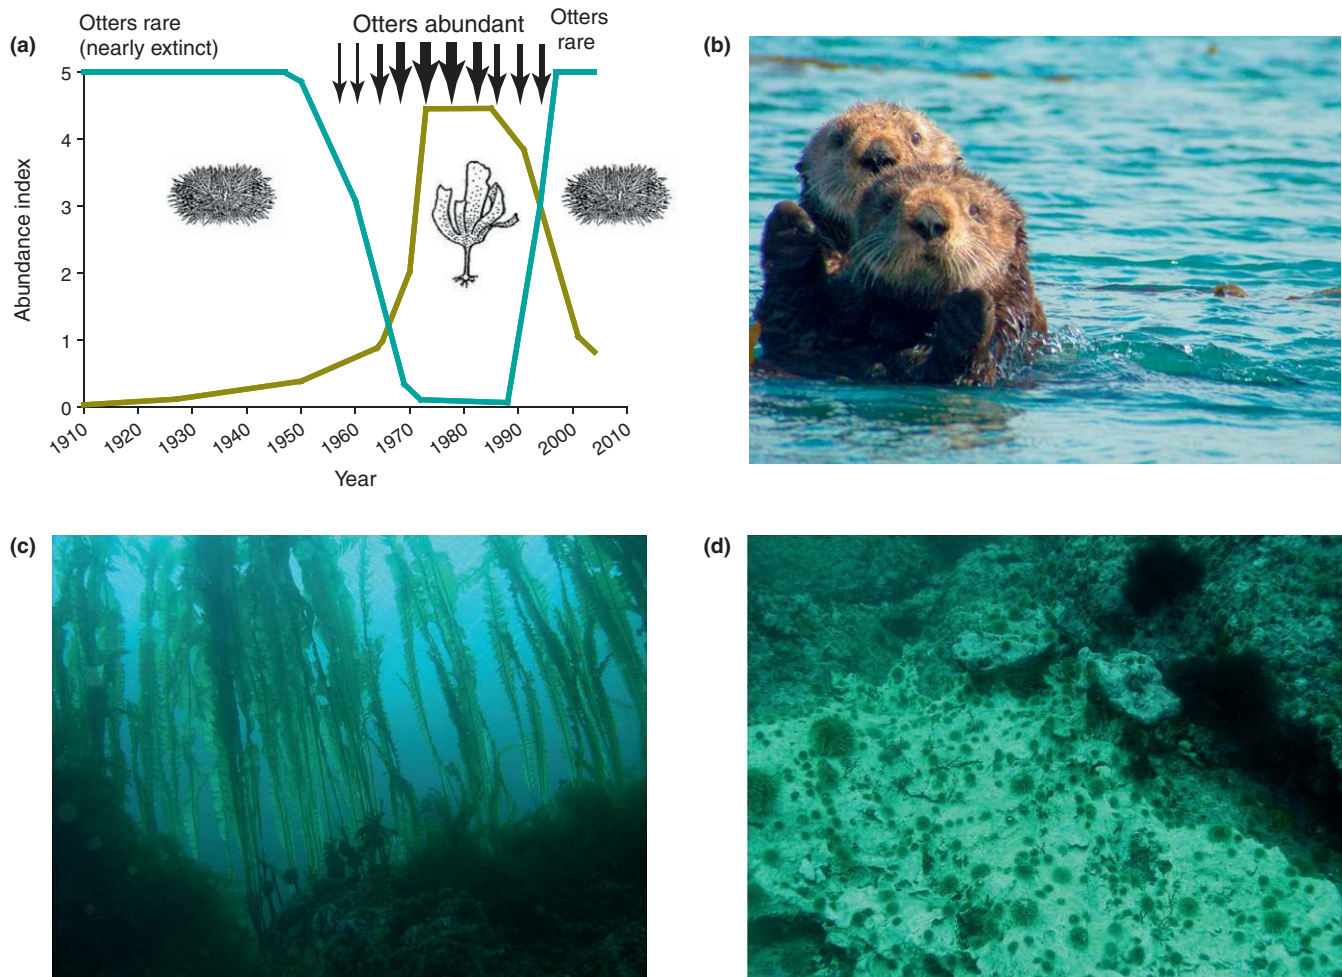 (a)
Otters rare
(nearly extinct)
Otters abundant
Otters
rare
5
4
3
2
1
0
Abundance index
1910
1920
1930
1940
1950
1960
1970
1980
1990
2000
2010
Year
(b)
(c)
(d)